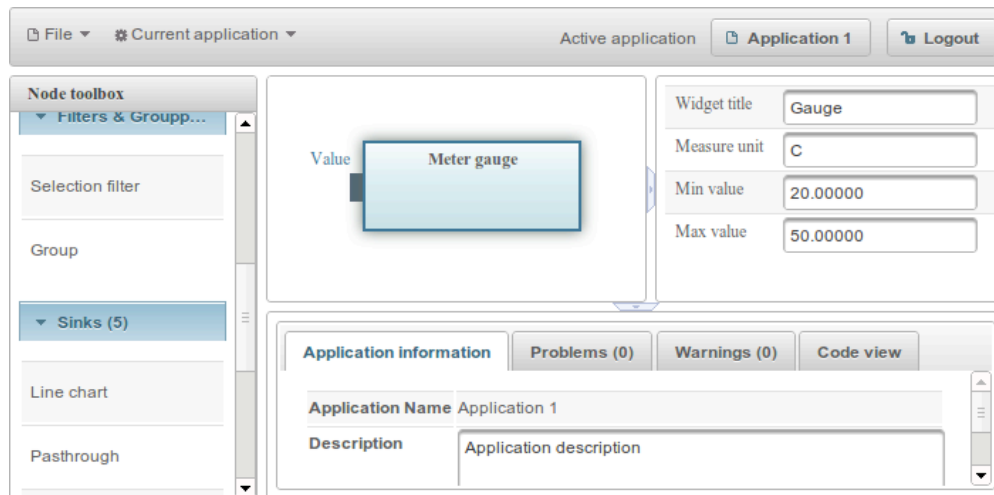 File Current application Active application Application 1 Logout
Node toolbox
Filters & Groupp...
Selection filter
Group
Sinks (5)
Line chart
Pasthrough
Value Meter gauge
Widget title Gauge
Measure unit C
Min value 20.00000
Max value 50.00000
Application information Problems (0) Warnings (0) Code view
Application Name Application 1
Description Application description